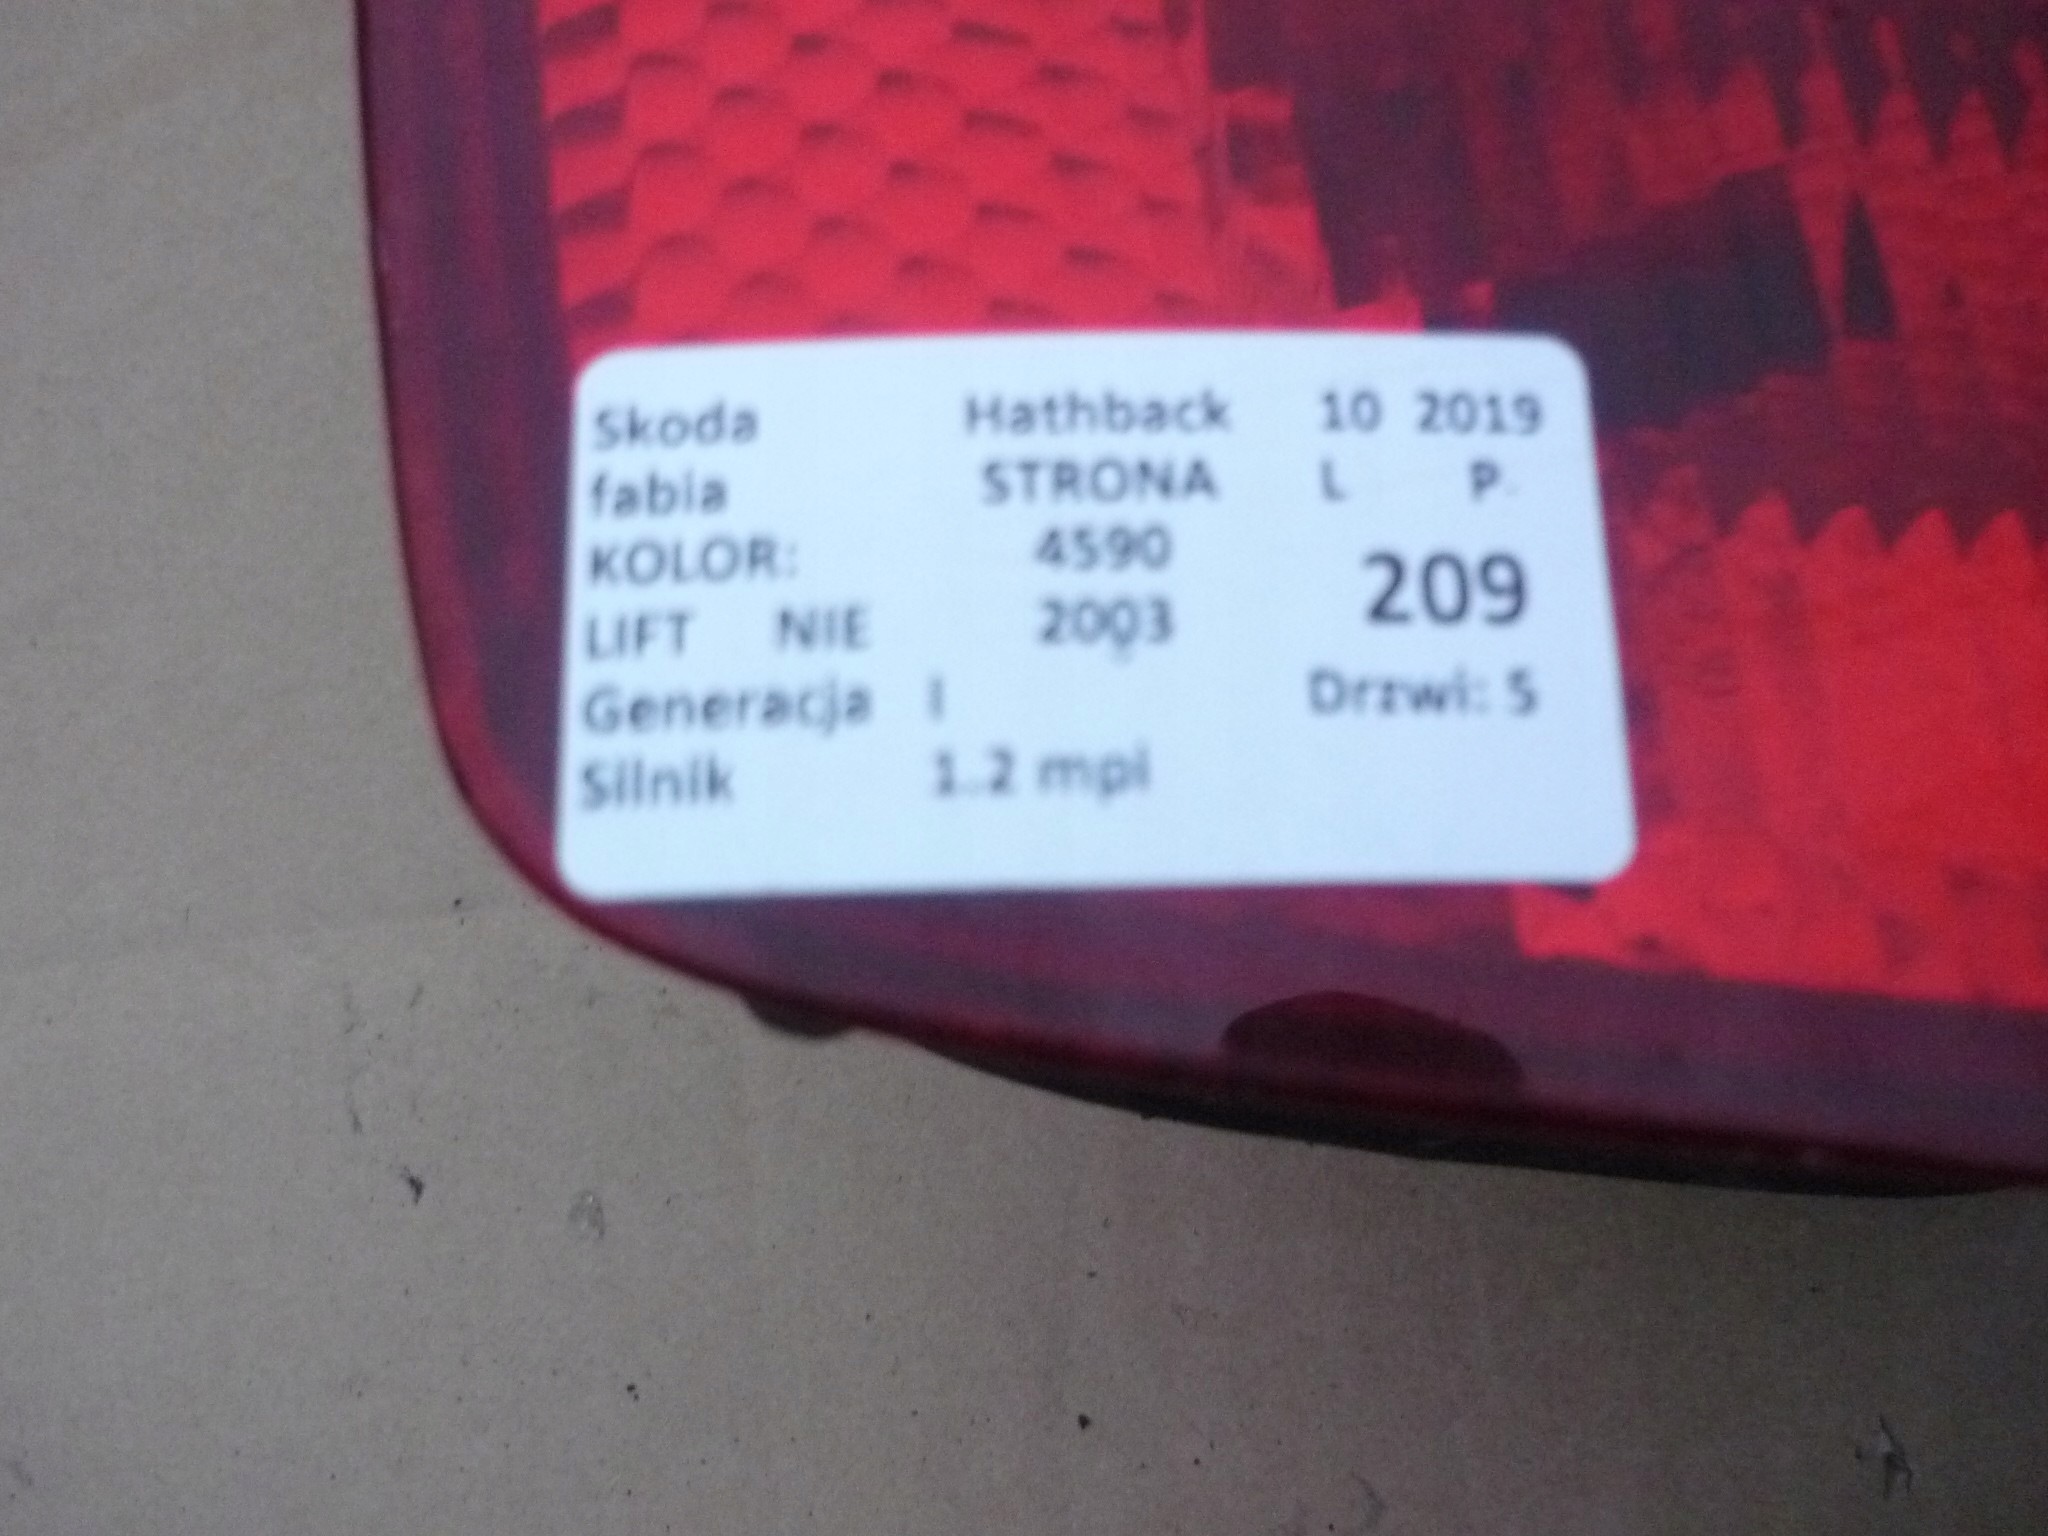 Skoda Hathback 10 2019
fabia STRONA L P
KOLOR: 4590
209
LIFT NIE 2003
Generacja I Drzwi: 5
Silnik 1.2 mpi